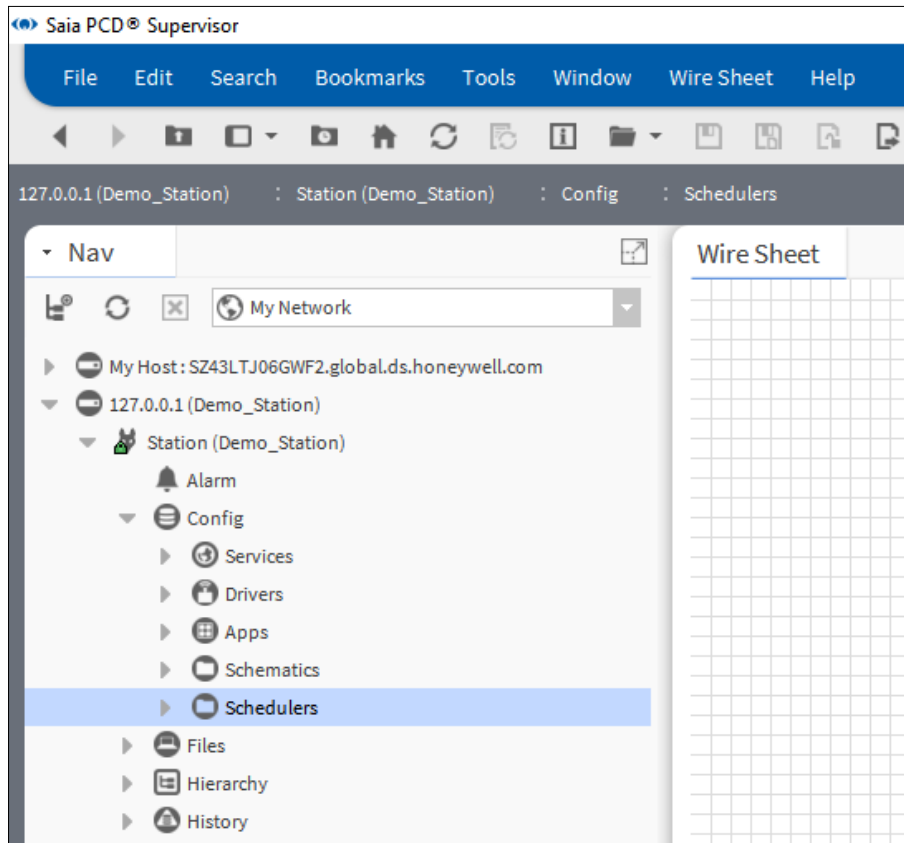 Saia PCD® Supervisor
File Edit Search Bookmarks Tools Window Wire Sheet Help
127.0.0.1 (Demo_Station) : Station (Demo_Station) : Config : Schedulers
Nav
Wire Sheet
My Network
My Host : SZ43LTJ06GWF2.global.ds.honeywell.com
127.0.0.1 (Demo_Station)
Station (Demo_Station)
Alarm
Config
Services
Drivers
Apps
Schematics
Schedulers
Files
Hierarchy
History